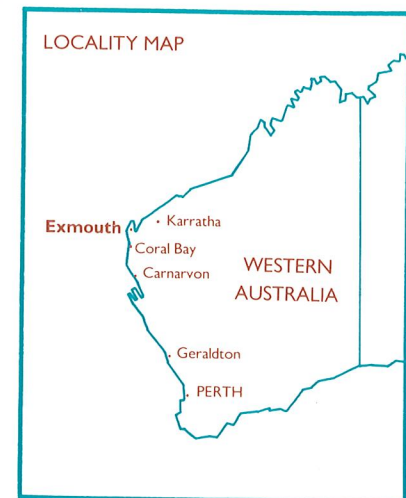 LOCALITY MAP
Karratha
Exmouth
Coral Bay
Carnarvon
WESTERN
AUSTRALIA
Geraldton
PERTH